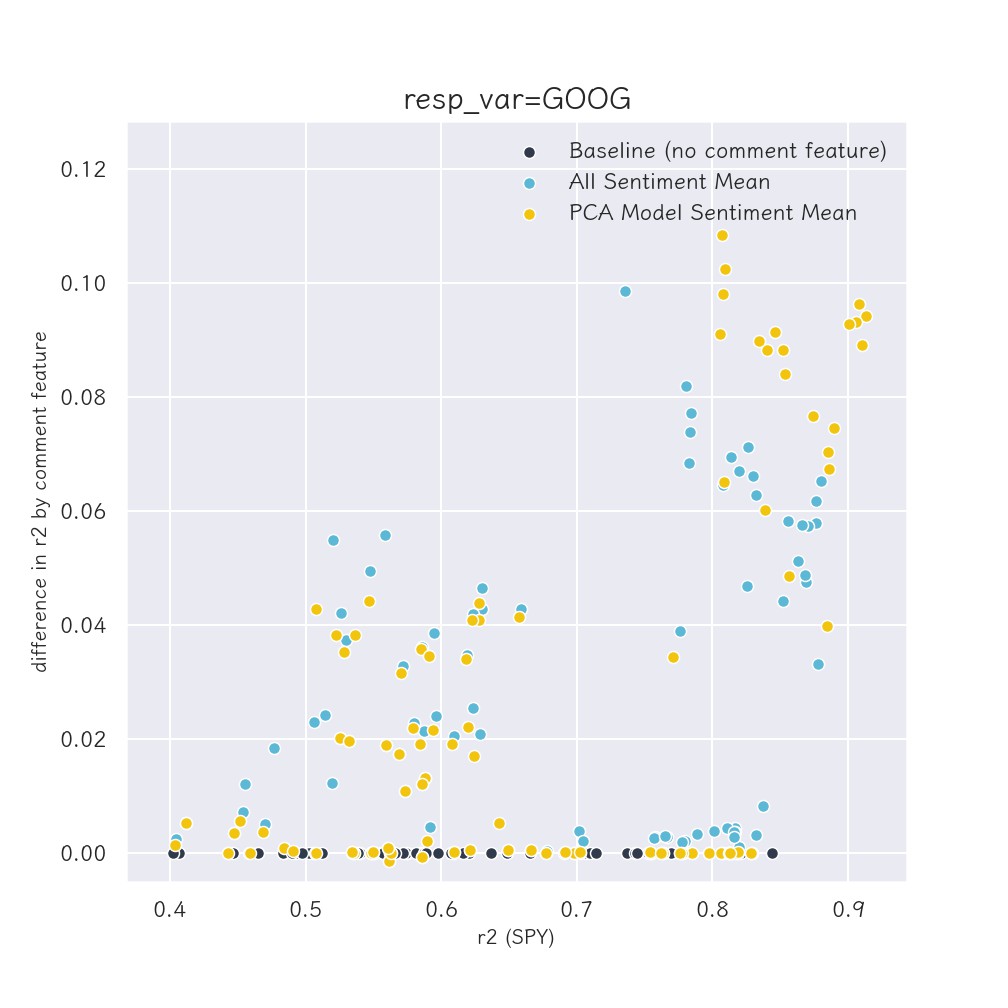 resp_var=GOOG
Baseline (no comment feature)
All Sentiment Mean
PCA Model Sentiment Mean
0.12
0.10
0.08
0.06
0.04
0.02
0.00
difference in r2 by comment feature
0.4 0.5 0.6 0.7 0.8 0.9
r2 (SPY)